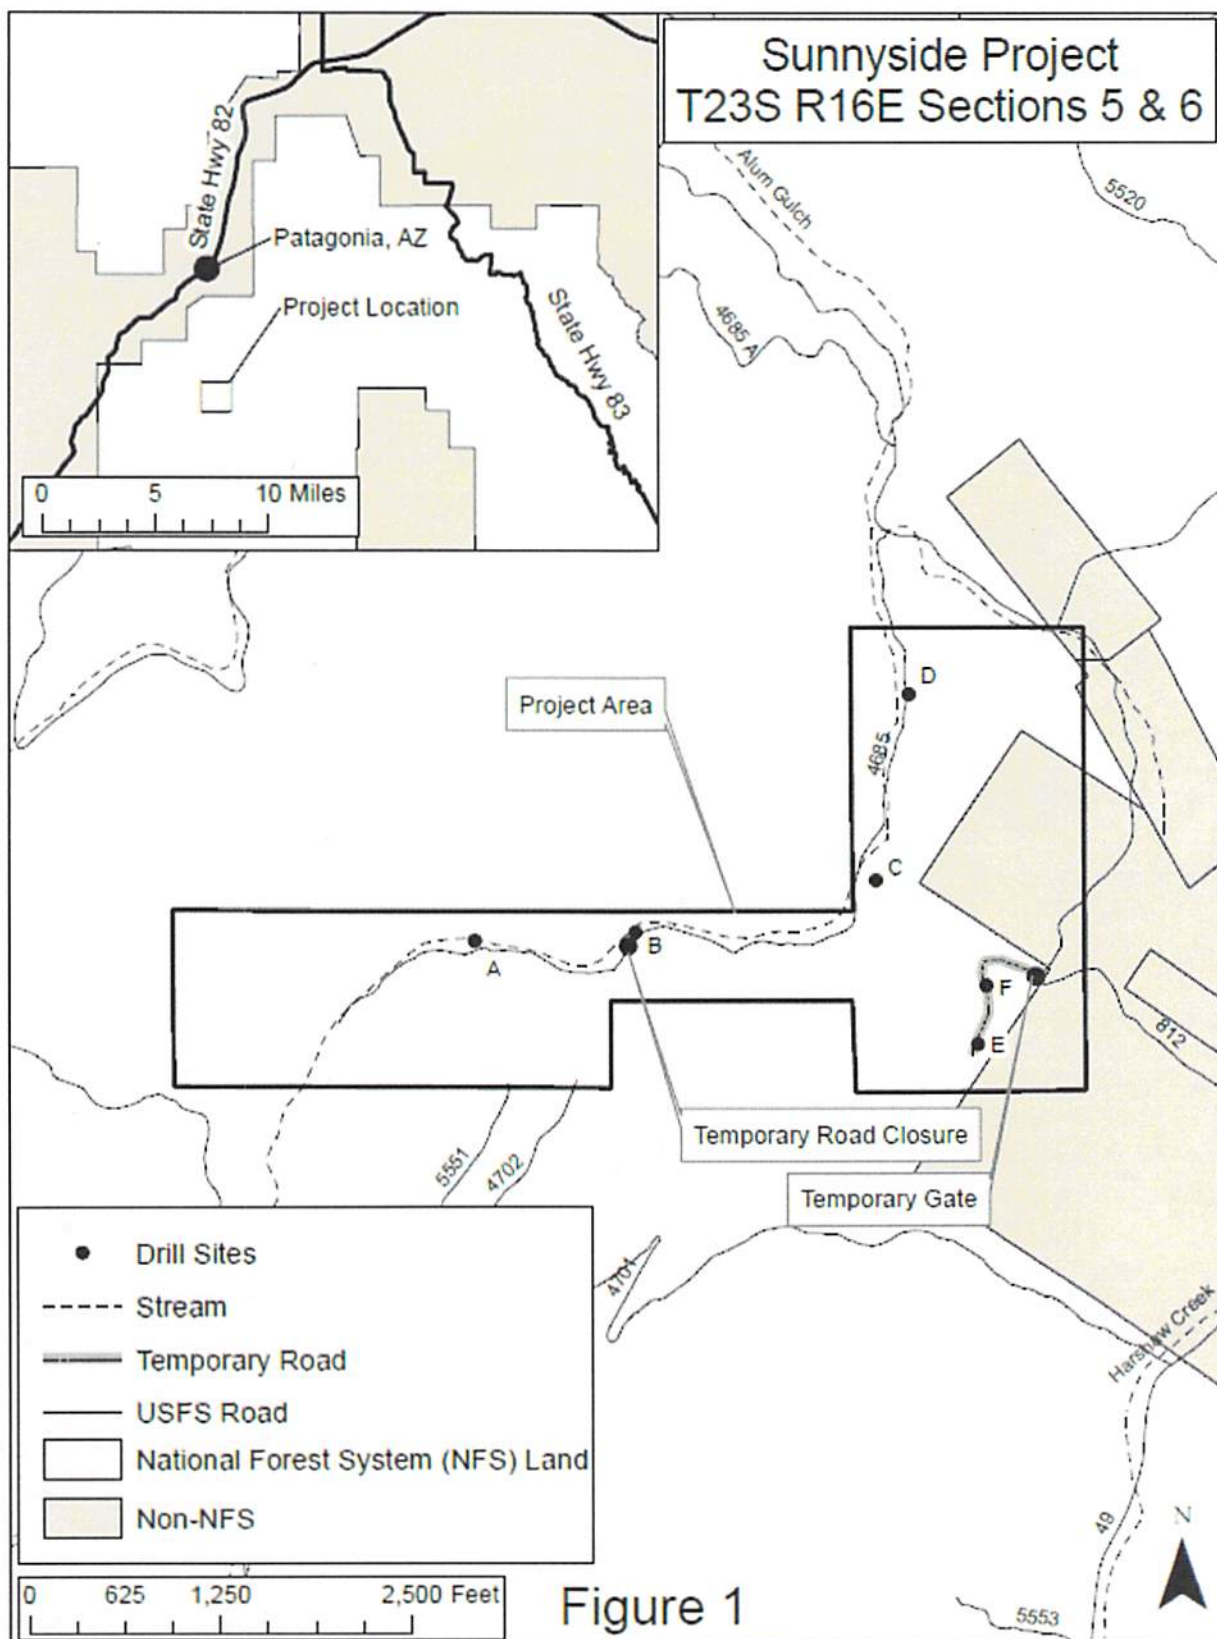 Sunnyside Project
T23S R16E Sections 5 & 6
State Hwy 82
Patagonia, AZ
Project Location
State Hwy 83
0 5 10 Miles
Alum Gulch
5520
4685 A
D
Project Area
4685
C
B
A
F
E
812
Temporary Road Closure
5551
4702
Temporary Gate
4701
Harshaw Creek
Drill Sites
Stream
Temporary Road
USFS Road
National Forest System (NFS) Land
Non-NFS
49
N
0 625 1,250 2,500 Feet
Figure 1
5553